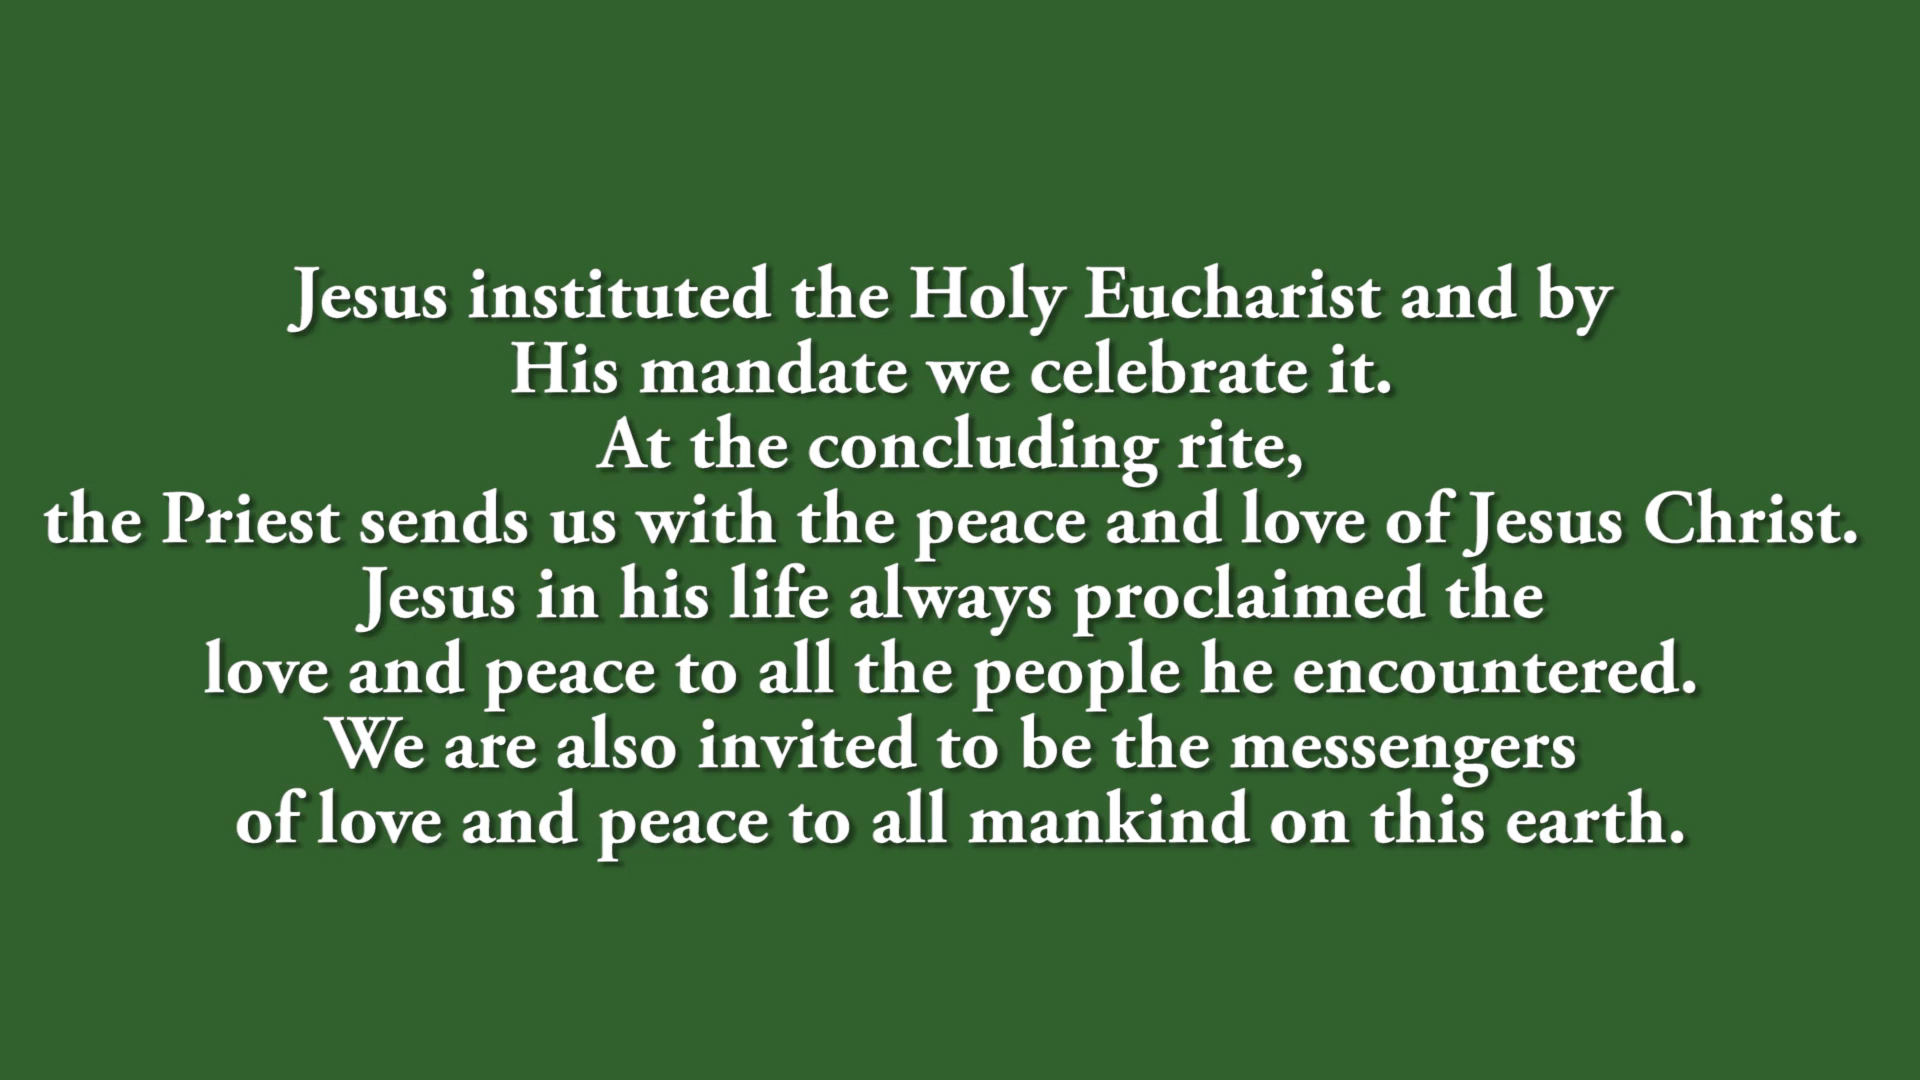 Jesus instituted the Holy Eucharist and by
His mandate we celebrate it.
At the concluding rite,
the Priest sends us with the peace and love of Jesus Christ.
Jesus in his life always proclaimed the
love and peace to all the people he encountered.
We are also invited to be the messengers
of love and peace to all mankind on this earth.